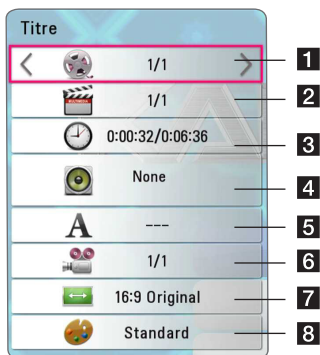 Titre
1/1 1
1/1 2
0:00:32/0:06:36 3
None 4
A --- 5
1/1 6
16:9 Original 7
Standard 8